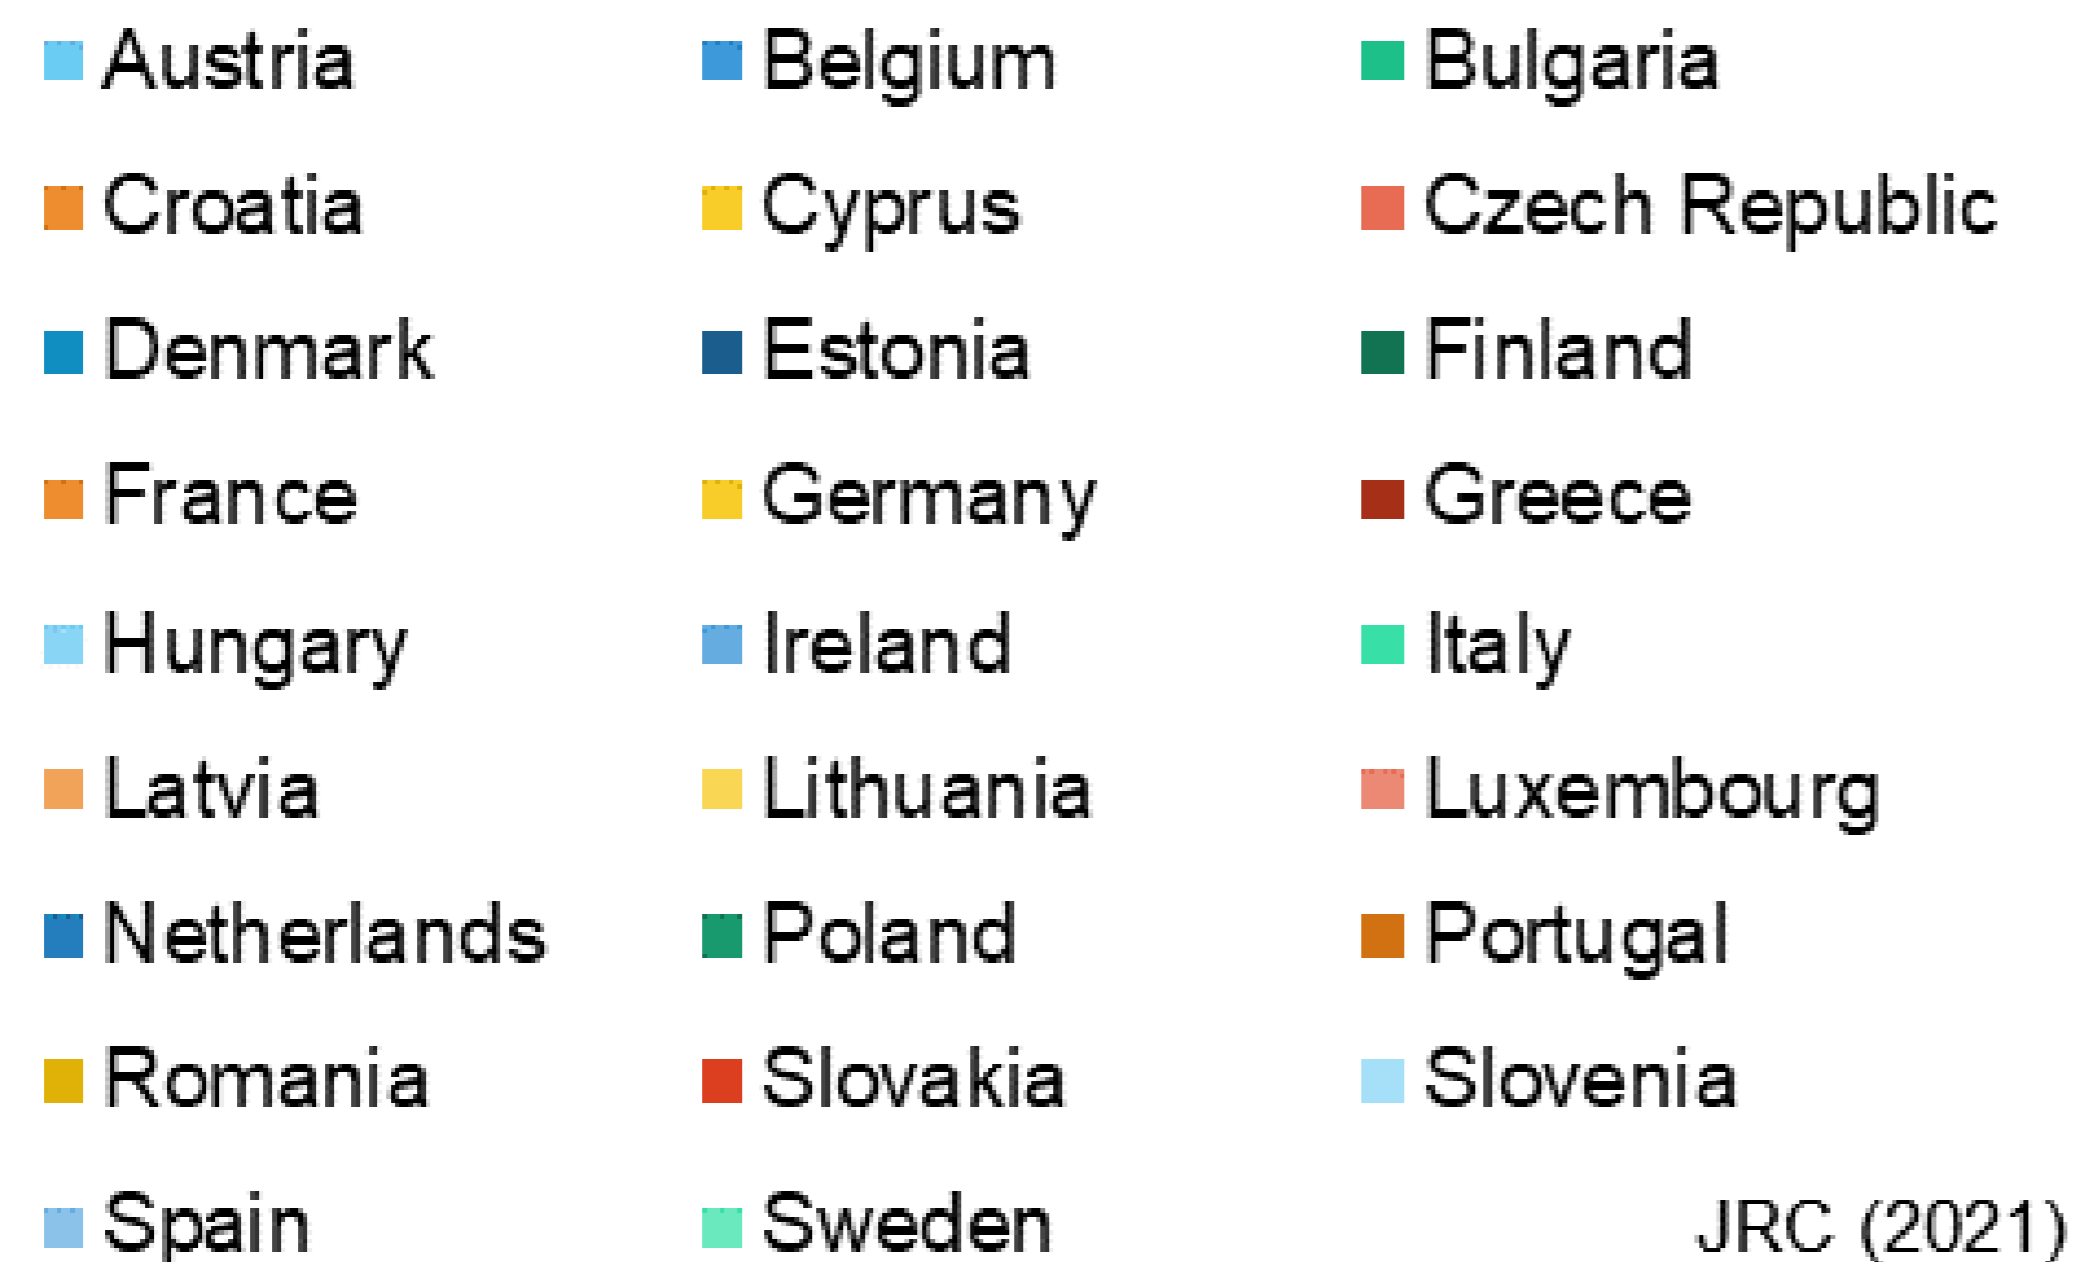 Austria Belgium Bulgaria
Croatia Cyprus Czech Republic
Denmark Estonia Finland
France Germany Greece
Hungary Ireland Italy
Latvia Lithuania Luxembourg
Netherlands Poland Portugal
Romania Slovakia Slovenia
Spain Sweden JRC (2021)